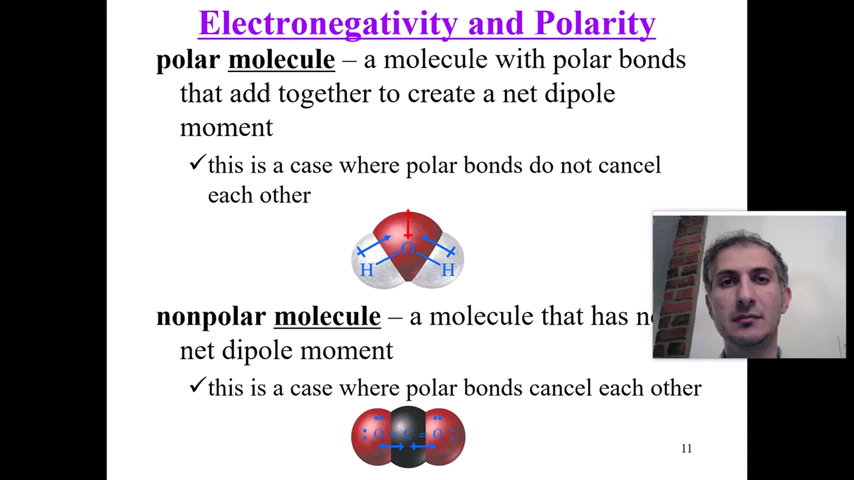 Electronegativity and Polarity
polar molecule – a molecule with polar bonds
that add together to create a net dipole
moment
✓this is a case where polar bonds do not cancel
each other
O
H H
nonpolar molecule – a molecule that has
net dipole moment
✓this is a case where polar bonds cancel each other
O = C = O
11